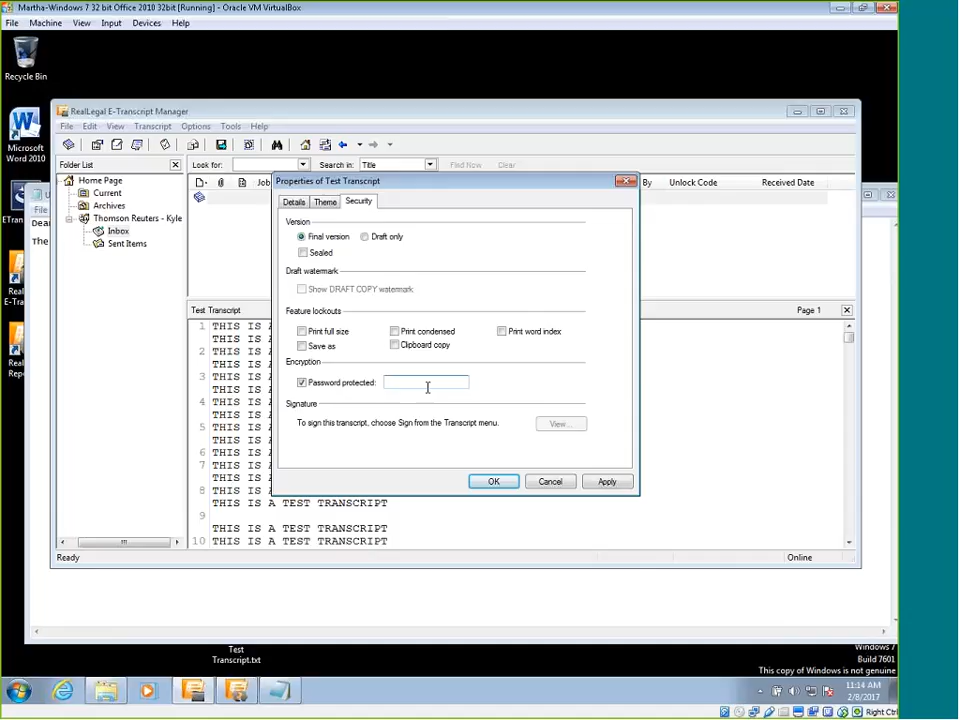 Martha-Windows 7 32 bit Office 2010 32bit [Running] - Oracle VM VirtualBox
File Machine View Input Devices Help
Recycle Bin
Microsoft
Word 2010
RealLegal E-Transcript Manager
File Edit View Transcript Options Tools Help
Folder List
Look for:
Search in:
Title
Find Now
Clear
Home Page
Current
Archives
Thomson Reuters - Kyle
Inbox
Sent Items
Job
By
Unlock Code
Received Date
ETran
File
Dear
The
Real
E-Tra
Real
Repo
Properties of Test Transcript
Details Theme Security
Version
Final version
Draft only
Sealed
Draft watermark
Show DRAFT COPY watermark
Feature lockouts
Print full size
Print condensed
Print word index
Save as
Clipboard copy
Encryption
Password protected:
Signature
To sign this transcript, choose Sign from the Transcript menu.
View...
OK
Cancel
Apply
Test Transcript
Page 1
1 THIS IS A
THIS IS A
2 THIS IS A
THIS IS A
3 THIS IS A
THIS IS A
4 THIS IS A
THIS IS A
5 THIS IS A
THIS IS A
6 THIS IS A
7 THIS IS A
THIS IS A
8 THIS IS A
THIS IS A TEST TRANSCRIPT
9
THIS IS A TEST TRANSCRIPT
10 THIS IS A TEST TRANSCRIPT
Ready
Online
Test
Transcript.txt
Windows 7
Build 7601
This copy of Windows is not genuine
11:14 AM
2/8/2017
Right Ctrl